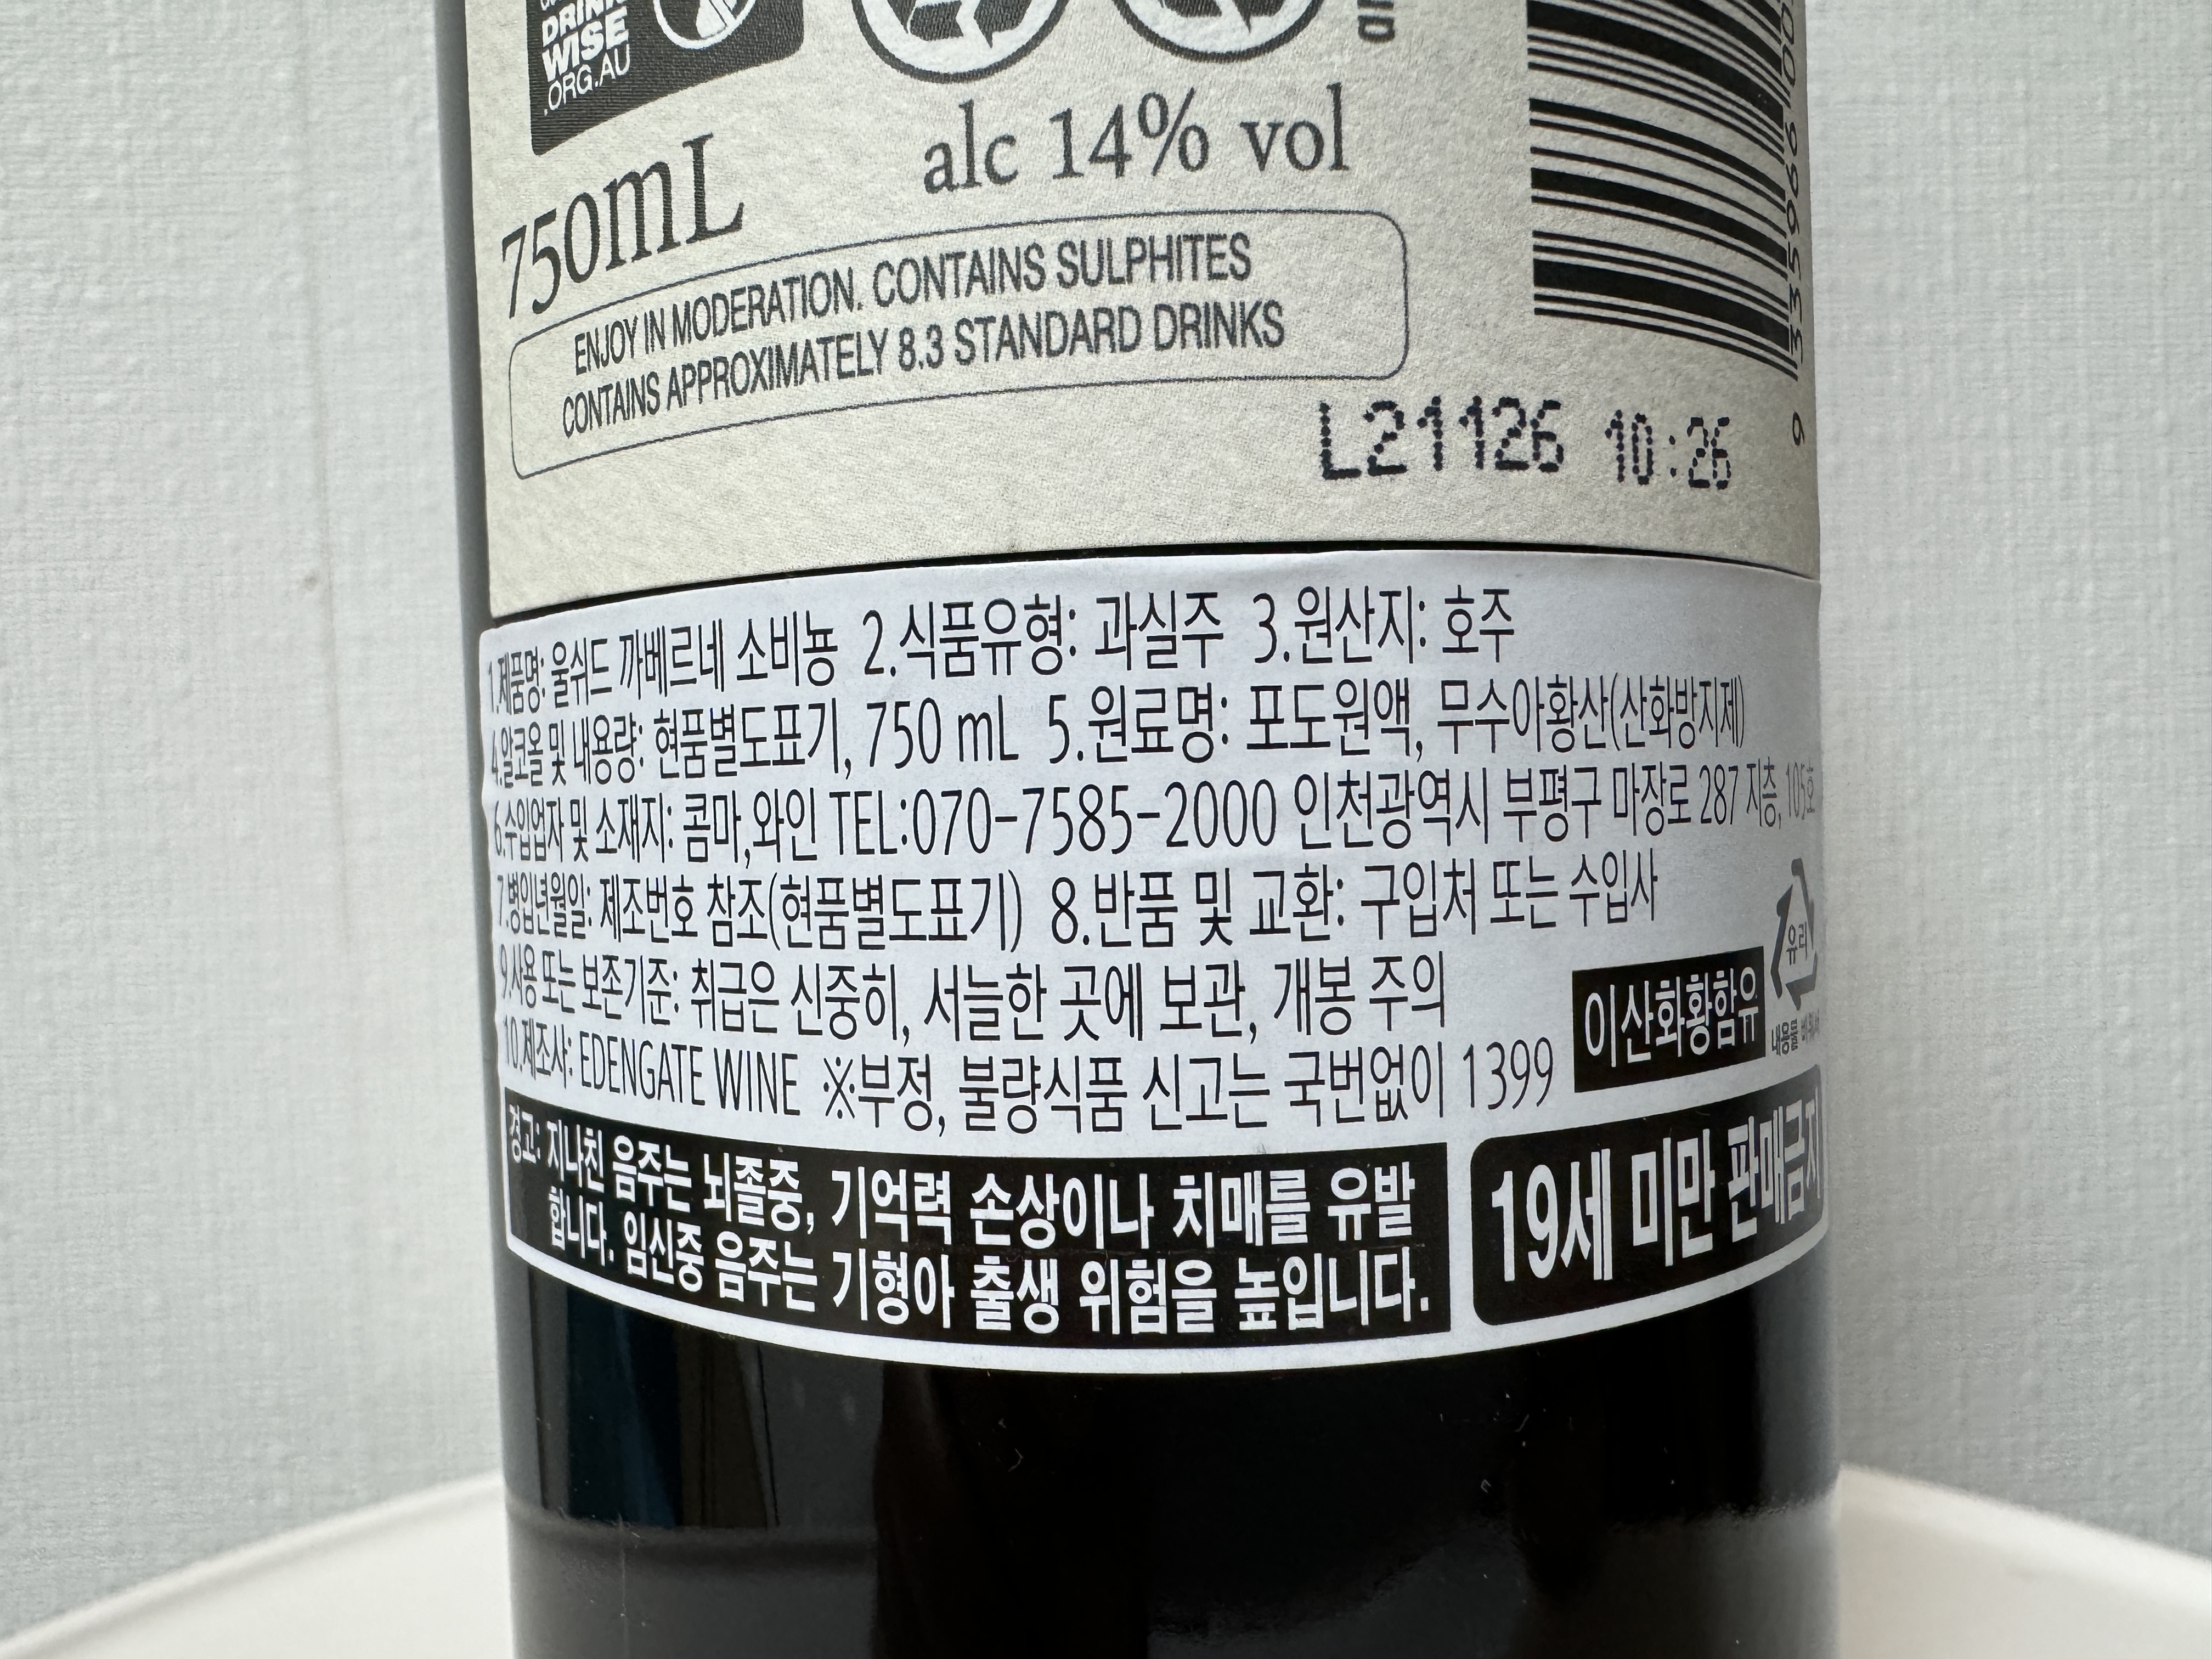 DRINK
WISE
.ORG.AU
750mL
alc 14% vol
ENJOY IN MODERATION. CONTAINS SULPHITES
CONTAINS APPROXIMATELY 8.3 STANDARD DRINKS
L21126 10:26
1.제품명: 울쉬드 까베르네 소비뇽 2.식품유형: 과실주 3.원산지: 호주
4.알코올 및 내용량: 현품별도표기, 750 mL 5.원료명: 포도원액, 무수아황산(산화방지제)
6.수입업자 및 소재지: 콤마,와인 TEL:070-7585-2000 인천광역시 부평구 마장로 287 지층, 105호
7.병입년월일: 제조번호 참조(현품별도표기) 8.반품 및 교환: 구입처 또는 수입사
9.사용 또는 보존기준: 취급은 신중히, 서늘한 곳에 보관, 개봉 주의
10.제조사: EDENGATE WINE ※부정, 불량식품 신고는 국번없이 1399
이산화황함유
유리
내용물
경고: 지나친 음주는 뇌졸중, 기억력 손상이나 치매를 유발
합니다. 임신중 음주는 기형아 출생 위험을 높입니다.
19세 미만 판매금지